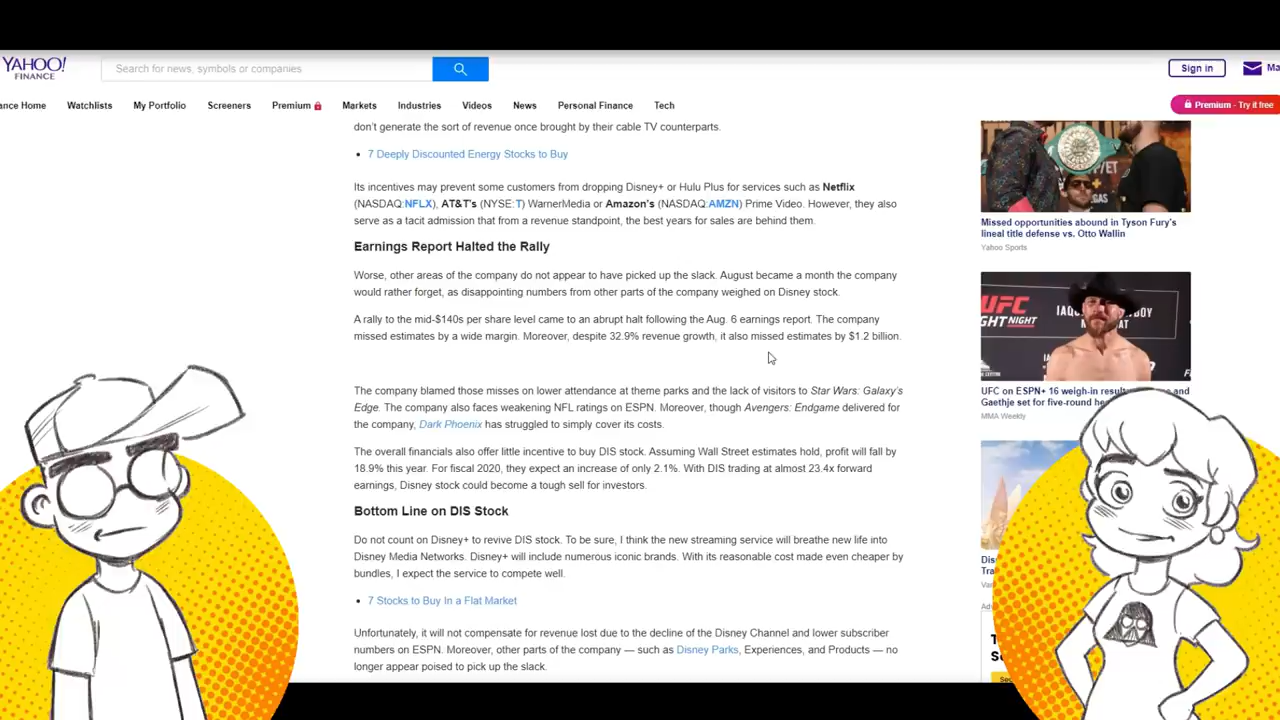 YAHOO!
FINANCE
Search for news, symbols or companies
Sign in
Ma
ance Home Watchlists My Portfolio Screeners Premium Markets Industries Videos News Personal Finance Tech
Premium - Try it free
don't generate the sort of revenue once brought by their cable TV counterparts.
7 Deeply Discounted Energy Stocks to Buy
Its incentives may prevent some customers from dropping Disney+ or Hulu Plus for services such as Netflix
(NASDAQ:NFLX), AT&T's (NYSE:T) WarnerMedia or Amazon's (NASDAQ:AMZN) Prime Video. However, they also
serve as a tacit admission that from a revenue standpoint, the best years for sales are behind them.
Earnings Report Halted the Rally
Worse, other areas of the company do not appear to have picked up the slack. August became a month the company
would rather forget, as disappointing numbers from other parts of the company weighed on Disney stock.
A rally to the mid-$140s per share level came to an abrupt halt following the Aug. 6 earnings report. The company
missed estimates by a wide margin. Moreover, despite 32.9% revenue growth, it also missed estimates by $1.2 billion.
The company blamed those misses on lower attendance at theme parks and the lack of visitors to Star Wars: Galaxy's
Edge. The company also faces weakening NFL ratings on ESPN. Moreover, though Avengers: Endgame delivered for
the company, Dark Phoenix has struggled to simply cover its costs.
The overall financials also offer little incentive to buy DIS stock. Assuming Wall Street estimates hold, profit will fall by
18.9% this year. For fiscal 2020, they expect an increase of only 2.1%. With DIS trading at almost 23.4x forward
earnings, Disney stock could become a tough sell for investors.
Bottom Line on DIS Stock
Do not count on Disney+ to revive DIS stock. To be sure, I think the new streaming service will breathe new life into
Disney Media Networks. Disney+ will include numerous iconic brands. With its reasonable cost made even cheaper by
bundles, I expect the service to compete well.
7 Stocks to Buy In a Flat Market
Unfortunately, it will not compensate for revenue lost due to the decline of the Disney Channel and lower subscriber
numbers on ESPN. Moreover, other parts of the company — such as Disney Parks, Experiences, and Products — no
longer appear poised to pick up the slack.
Missed opportunities abound in Tyson Fury's
lineal title defense vs. Otto Wallin
Yahoo Sports
UFC
GHT NIGHT
UFC on ESPN+ 16 weigh-in and
Gaethje set for five-round
MMA Weekly